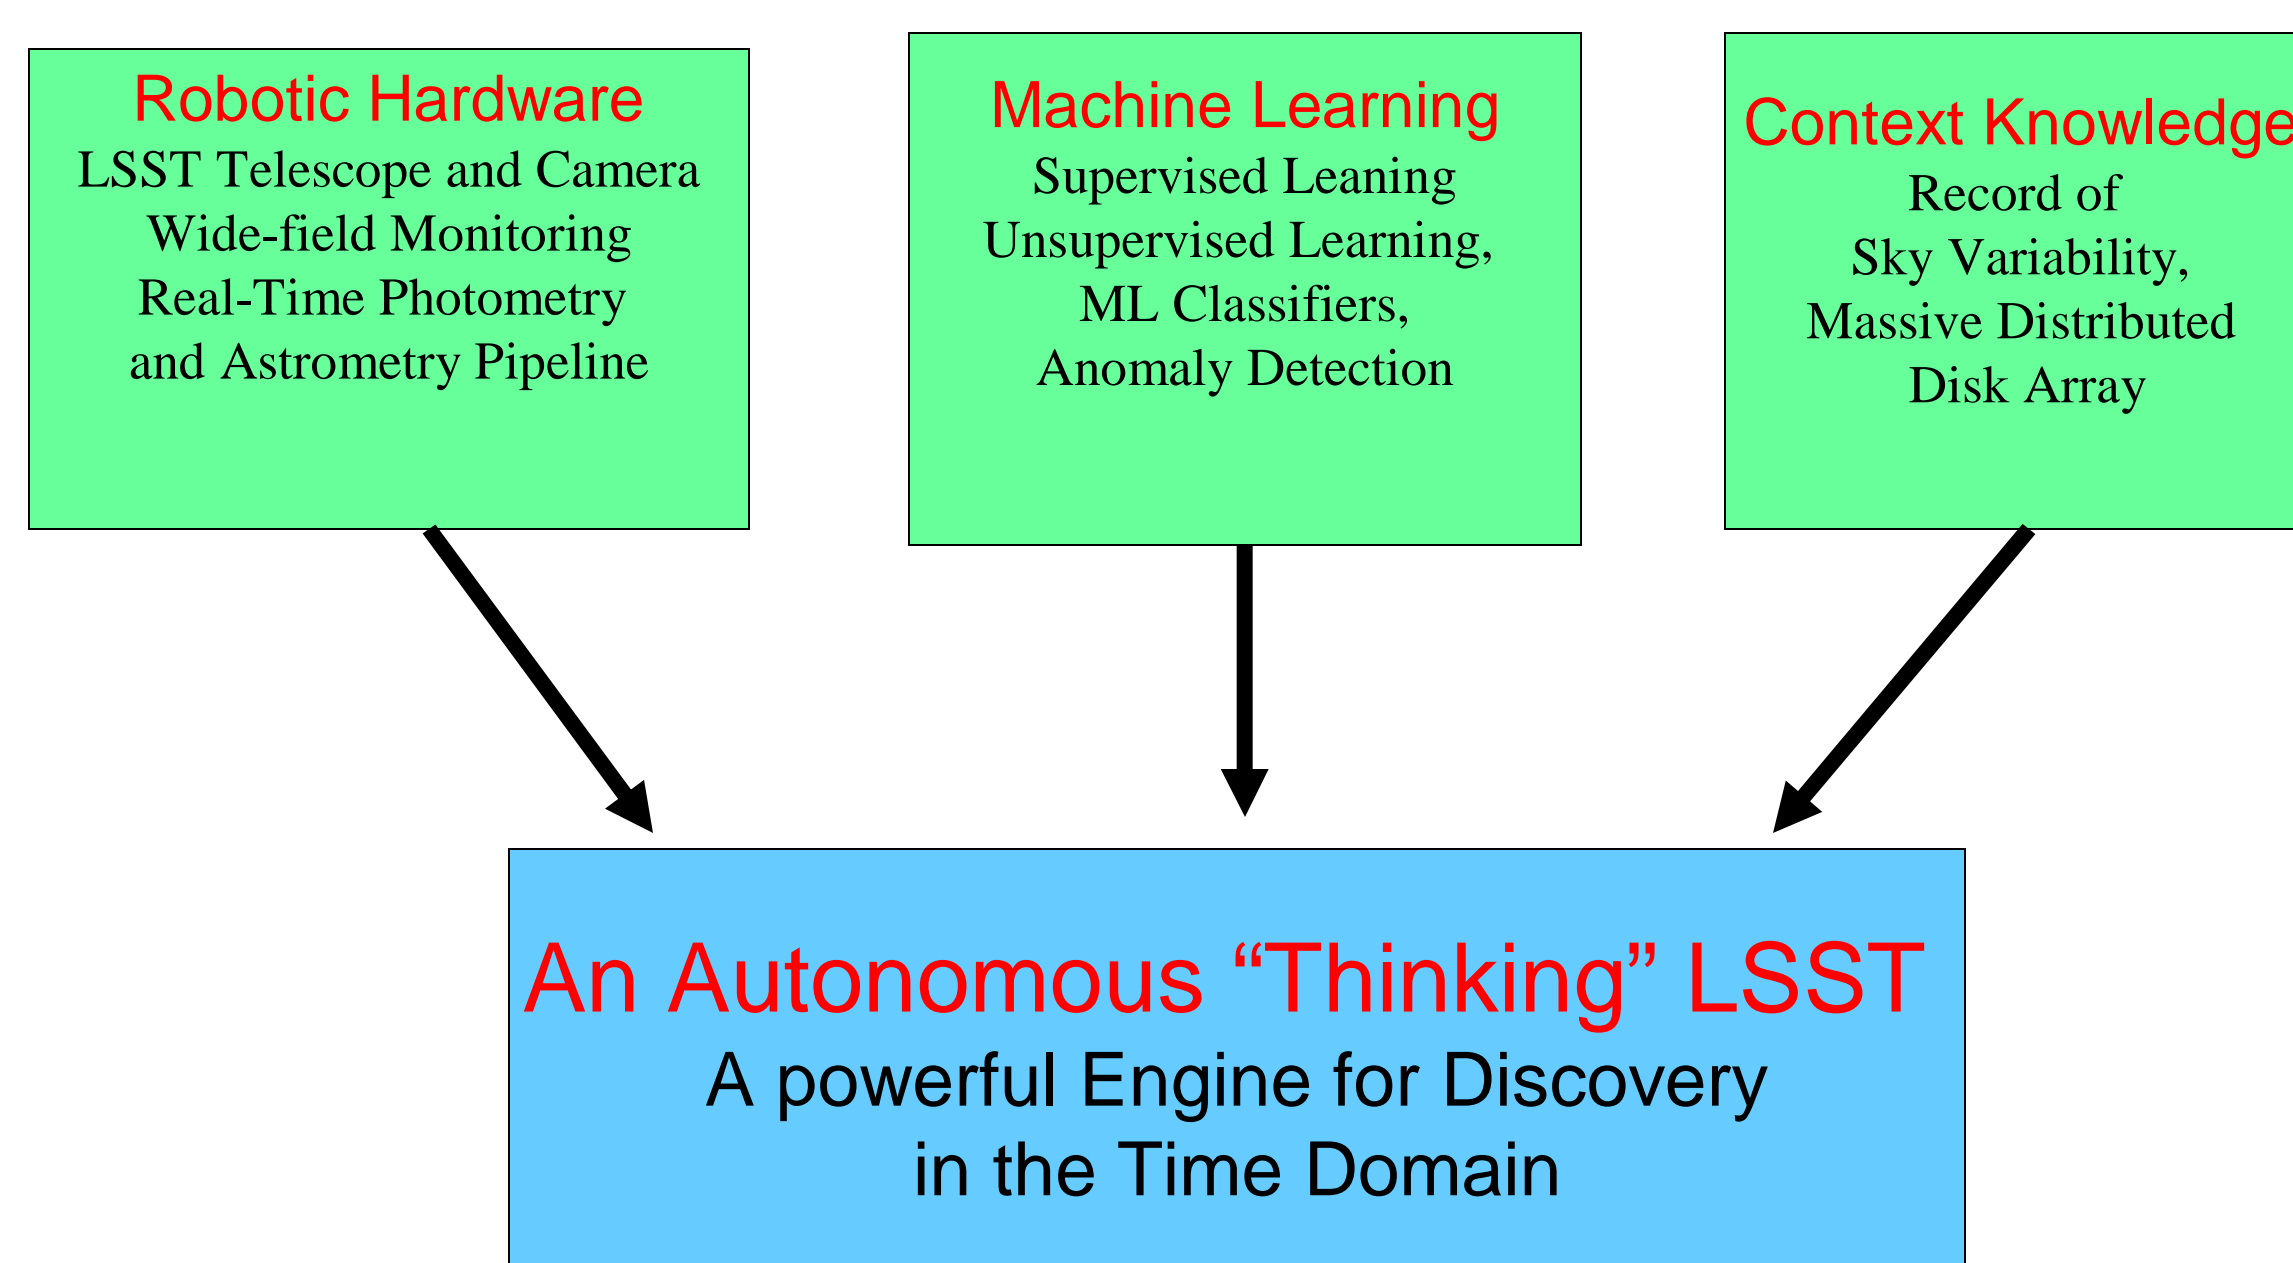 Robotic Hardware
LSST Telescope and Camera
Wide-field Monitoring
Real-Time Photometry
and Astrometry Pipeline
Machine Learning
Supervised Leaning
Unsupervised Learning,
ML Classifiers,
Anomaly Detection
Context Knowledge
Record of
Sky Variability,
Massive Distributed
Disk Array
An Autonomous “Thinking” LSST
A powerful Engine for Discovery
in the Time Domain